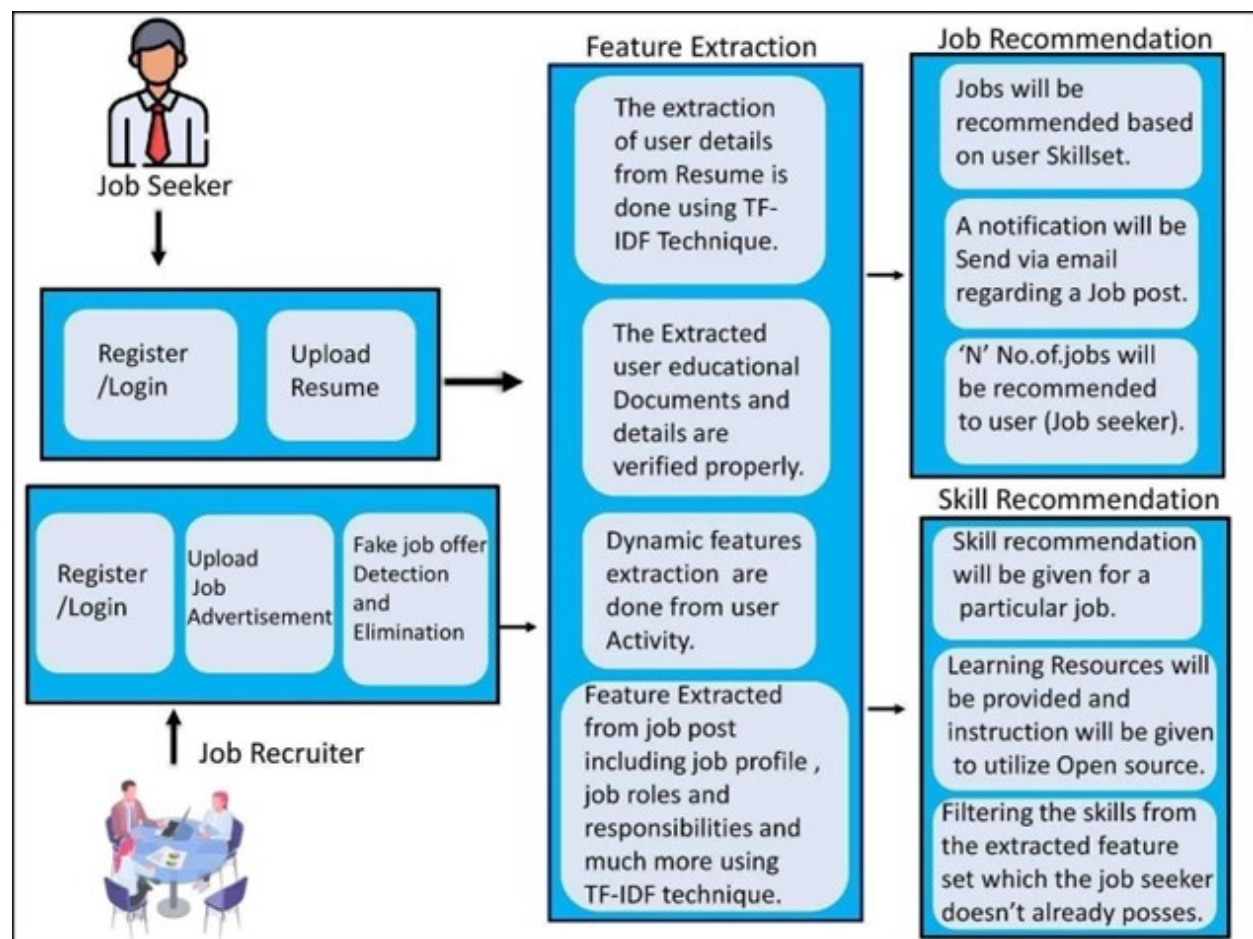 Job Seeker
Register
/Login
Upload
Resume
Register
/Login
Upload
Job
Advertisement
Fake job offer
Detection
and
Elimination
Job Recruiter
Feature Extraction
The extraction
of user details
from Resume is
done using TF-
IDF Technique.
The Extracted
user educational
Documents and
details are
verified properly.
Dynamic features
extraction are
done from user
Activity.
Feature Extracted
from job post
including job profile ,
job roles and
responsibilities and
much more using
TF-IDF technique.
Job Recommendation
Jobs will be
recommended based
on user Skillset.
A notification will be
Send via email
regarding a Job post.
‘N’ No.of.jobs will
be recommended
to user (Job seeker).
Skill Recommendation
Skill recommendation
will be given for a
particular job.
Learning Resources will
be provided and
instruction will be given
to utilize Open source.
Filtering the skills from
the extracted feature
set which the job seeker
doesn’t already posses.